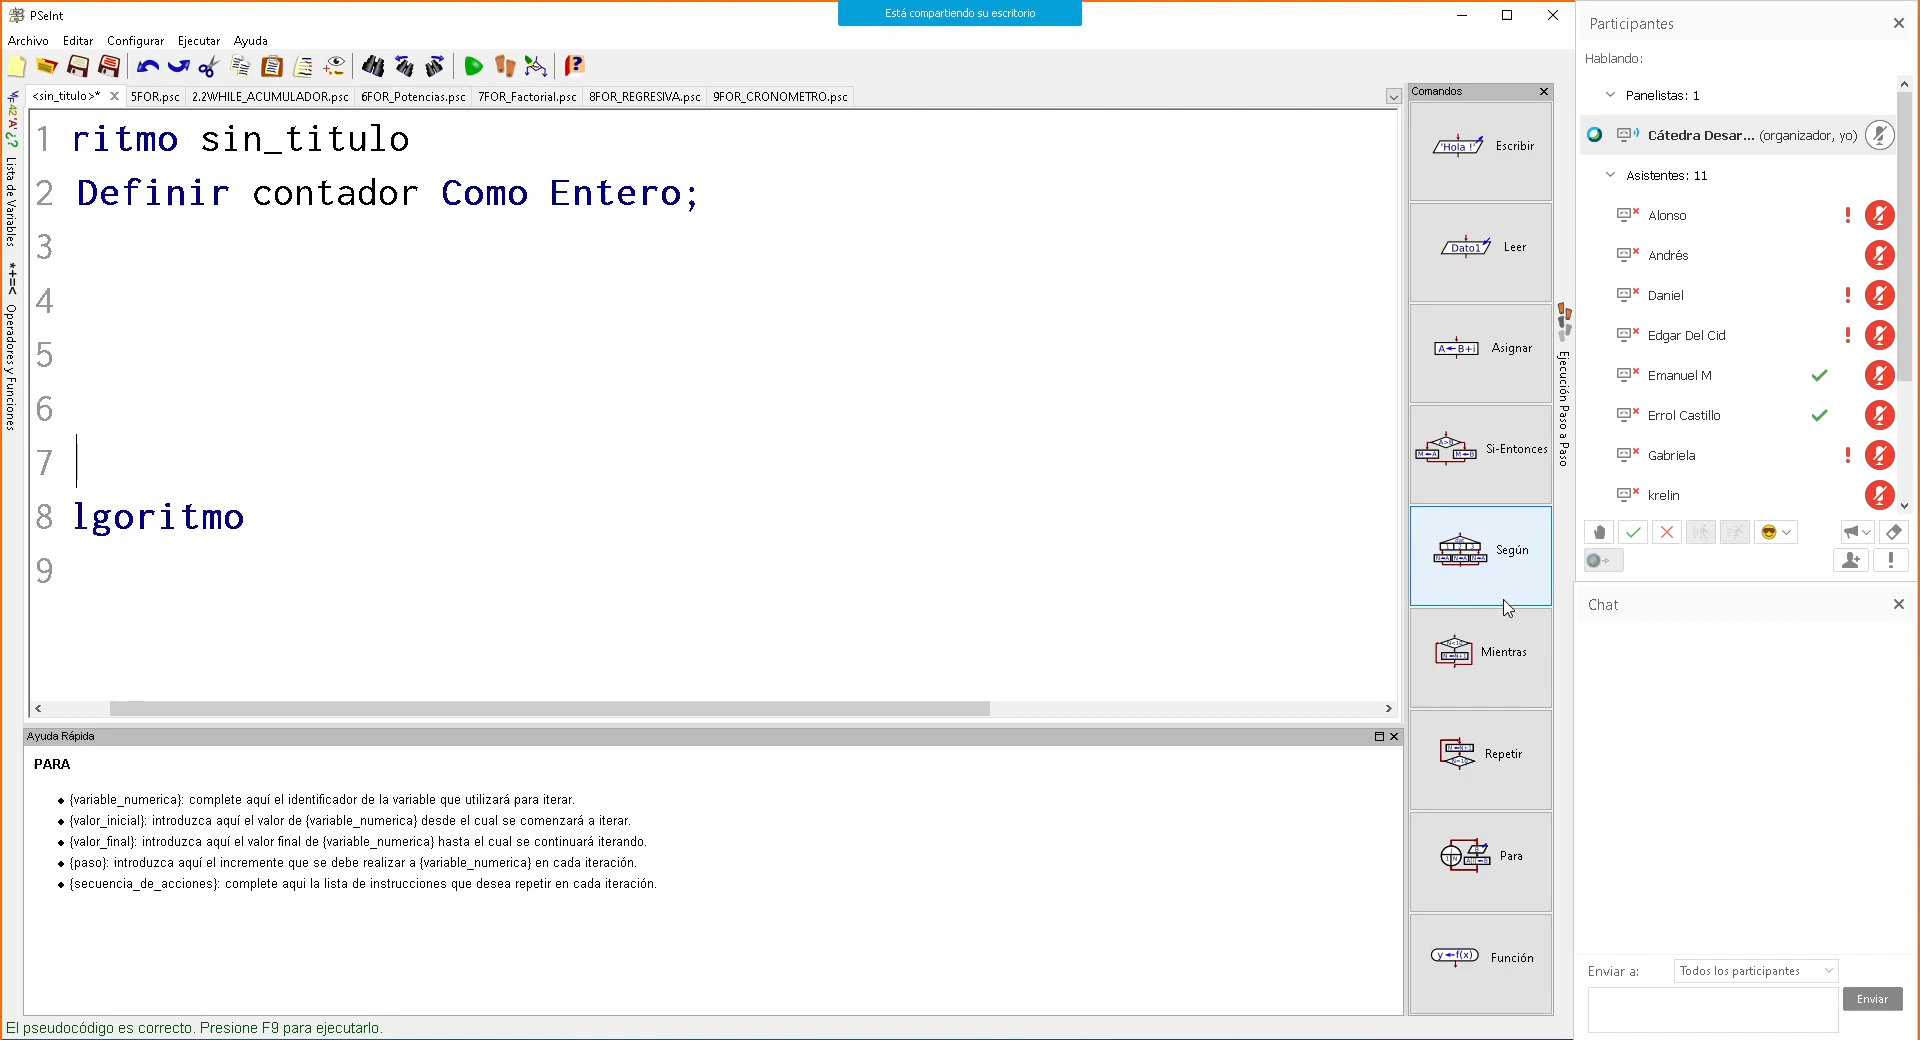 PSeInt
Está compartiendo su escritorio
Archivo Editar Configurar Ejecutar Ayuda
<sin_titulo>* 5FOR.psc 2.2WHILE_ACUMULADOR.psc 6FOR_Potencias.psc 7FOR_Factorial.psc 8FOR_REGRESIVA.psc 9FOR_CRONOMETRO.psc
Lista de Variables
*+=< Operadores y Funciones
1 ritmo sin_titulo
2 Definir contador Como Entero;
3
4
5
6
7
8 lgoritmo
9
Comandos
'Hola !' Escribir
Dato1 Leer
A←B+i Asignar
Si-Entonces
Según
Mientras
Repetir
Para
y←f(x) Función
Ejecución Paso a Paso
Ayuda Rápida
PARA
{variable_numerica}: complete aquí el identificador de la variable que utilizará para iterar.
{valor_inicial}: introduzca aquí el valor de {variable_numerica} desde el cual se comenzará a iterar.
{valor_final}: introduzca aquí el valor final de {variable_numerica} hasta el cual se continuará iterando.
{paso}: introduzca aquí el incremente que se debe realizar a {variable_numerica} en cada iteración.
{secuencia_de_acciones}: complete aqui la lista de instrucciones que desea repetir en cada iteración.
El pseudocódigo es correcto. Presione F9 para ejecutarlo.
Participantes
Hablando:
Panelistas: 1
Cátedra Desar... (organizador, yo)
Asistentes: 11
Alonso
Andrés
Daniel
Edgar Del Cid
Emanuel M
Errol Castillo
Gabriela
krelin
Chat
Enviar a: Todos los participantes
Enviar